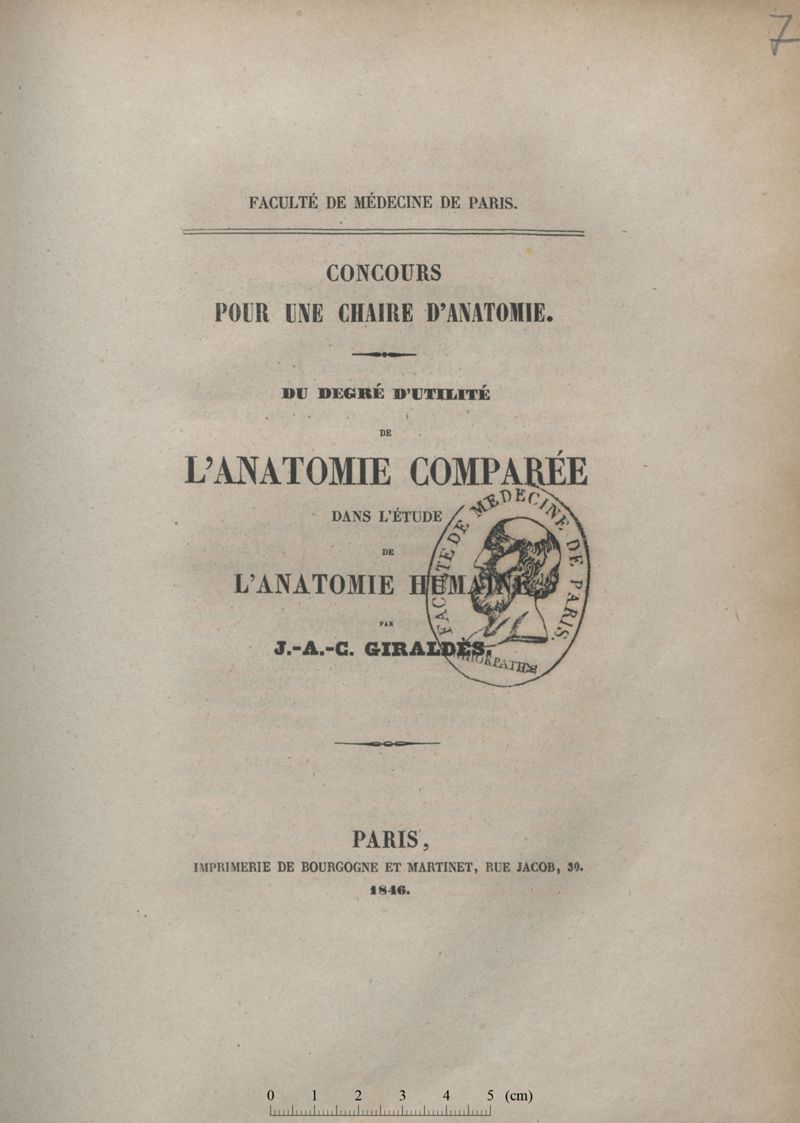 7
FACULTÉ DE MÉDECINE DE PARIS.
CONCOURS
POUR UNE CHAIRE D'ANATOMIE.
DU DEGRÉ D'UTILITÉ
DE
L'ANATOMIE COMPARÉE
DANS L'ÉTUDE
DE
L'ANATOMIE HUMAINE
PAR
J.-A.-C. GIRALDÈS.
FACULTE DE MEDECINE DE PARIS.
PARIS,
IMPRIMERIE DE BOURGOGNE ET MARTINET, RUE JACOB, 30.
1846.
0 1 2 3 4 5 (cm)